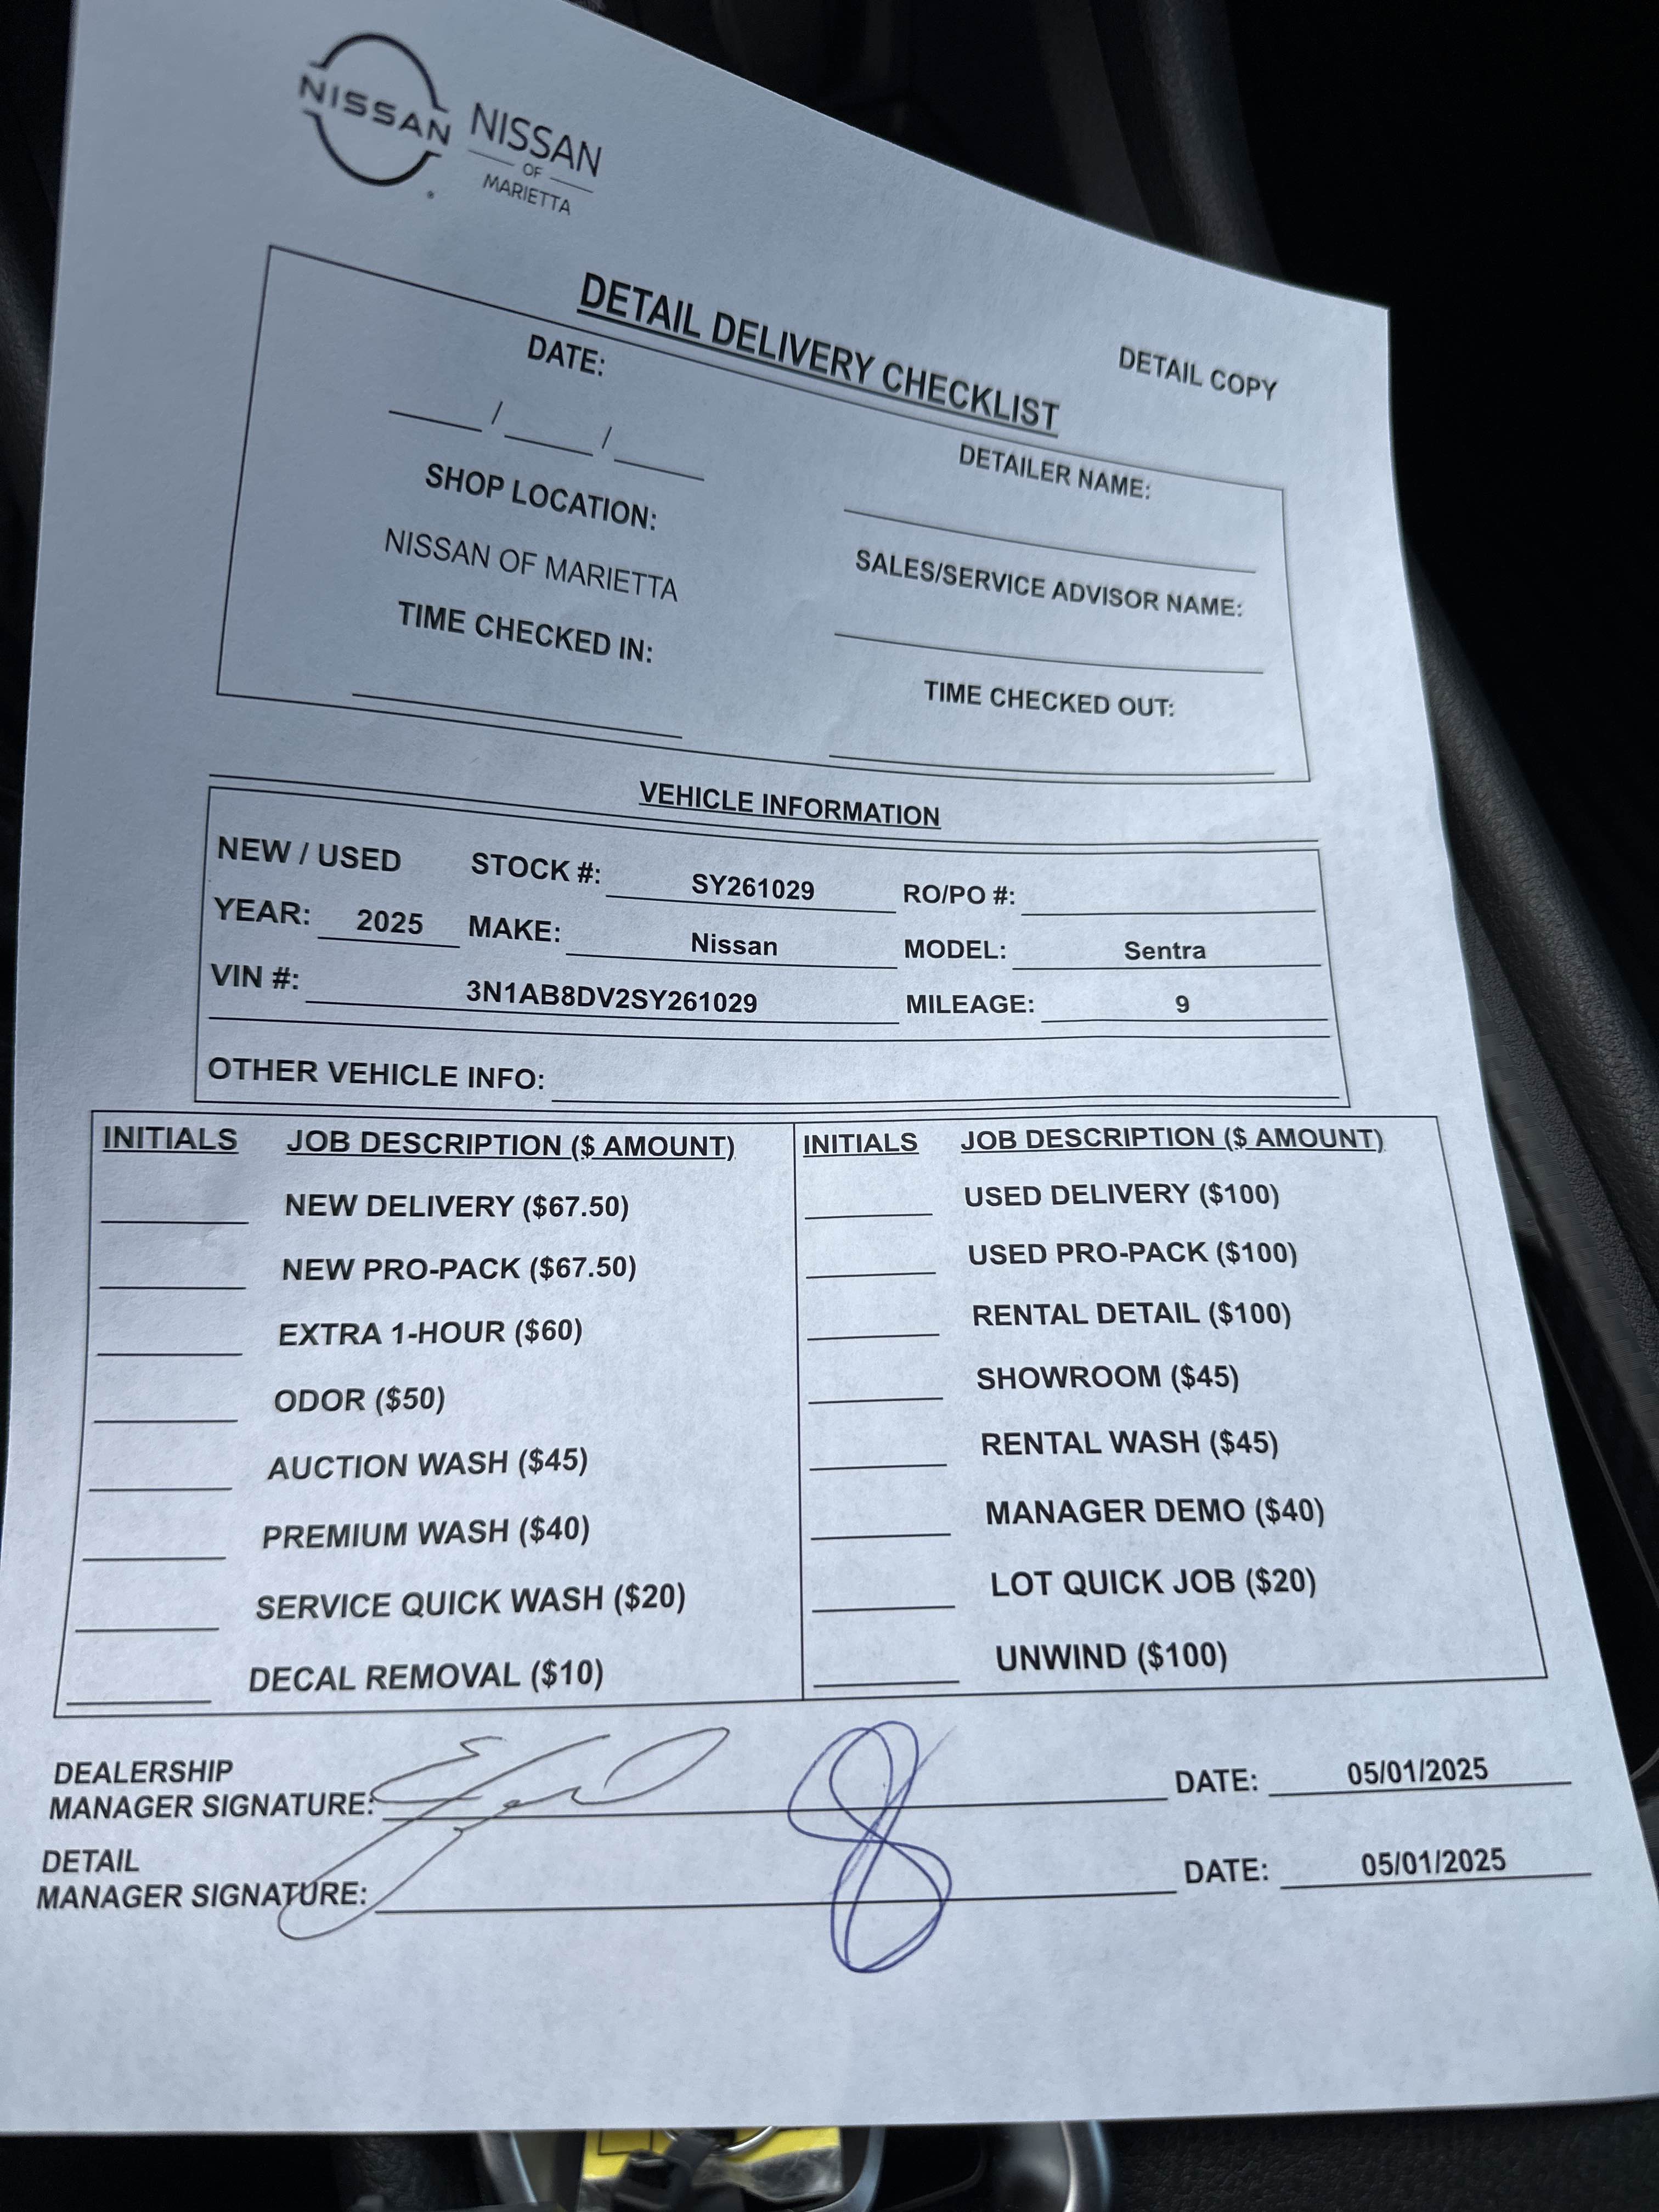 NISSAN
NISSAN
OF
MARIETTA
DETAIL DELIVERY CHECKLIST
DETAIL COPY
DATE:
___/___/___
DETAILER NAME:
SHOP LOCATION:
NISSAN OF MARIETTA
SALES/SERVICE ADVISOR NAME:
TIME CHECKED IN:
TIME CHECKED OUT:
VEHICLE INFORMATION
NEW / USED STOCK #: SY261029 RO/PO #:
YEAR: 2025 MAKE: Nissan MODEL: Sentra
VIN #: 3N1AB8DV2SY261029 MILEAGE: 9
OTHER VEHICLE INFO:
INITIALS JOB DESCRIPTION ($ AMOUNT) INITIALS JOB DESCRIPTION ($ AMOUNT)
NEW DELIVERY ($67.50) USED DELIVERY ($100)
NEW PRO-PACK ($67.50) USED PRO-PACK ($100)
EXTRA 1-HOUR ($60) RENTAL DETAIL ($100)
ODOR ($50) SHOWROOM ($45)
AUCTION WASH ($45) RENTAL WASH ($45)
PREMIUM WASH ($40) MANAGER DEMO ($40)
SERVICE QUICK WASH ($20) LOT QUICK JOB ($20)
DECAL REMOVAL ($10) UNWIND ($100)
DEALERSHIP
MANAGER SIGNATURE: DATE: 05/01/2025
DETAIL
MANAGER SIGNATURE: DATE: 05/01/2025